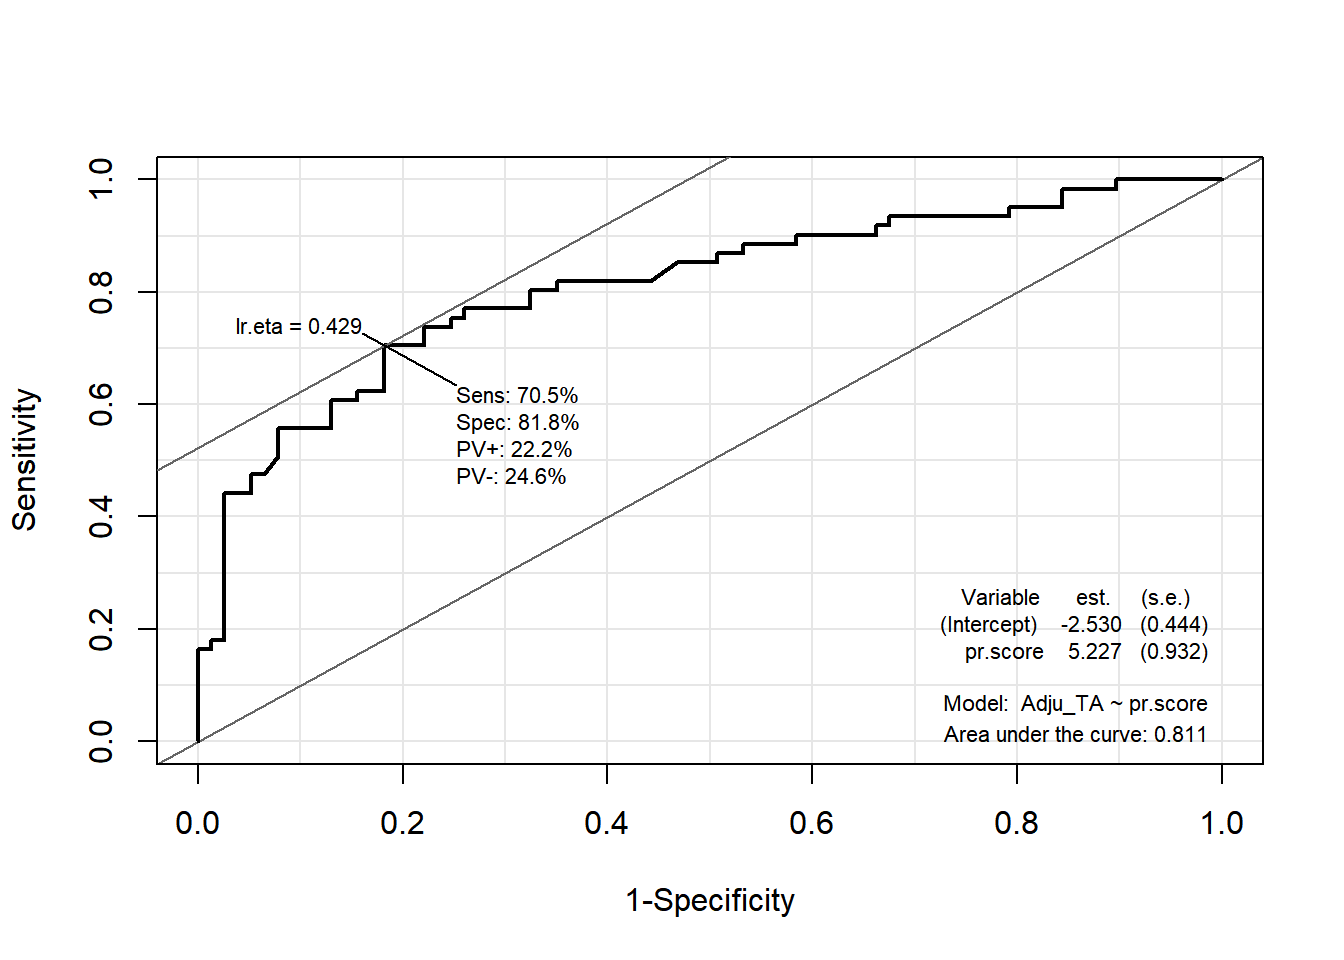 1.0
0.8
0.6
0.4
0.2
0.0
Sensitivity
lr.eta = 0.429
Sens: 70.5%
Spec: 81.8%
PV+: 22.2%
PV-: 24.6%
Variable est. (s.e.)
(Intercept) -2.530 (0.444)
pr.score 5.227 (0.932)
Model: Adju_TA ~ pr.score
Area under the curve: 0.811
0.0 0.2 0.4 0.6 0.8 1.0
1-Specificity